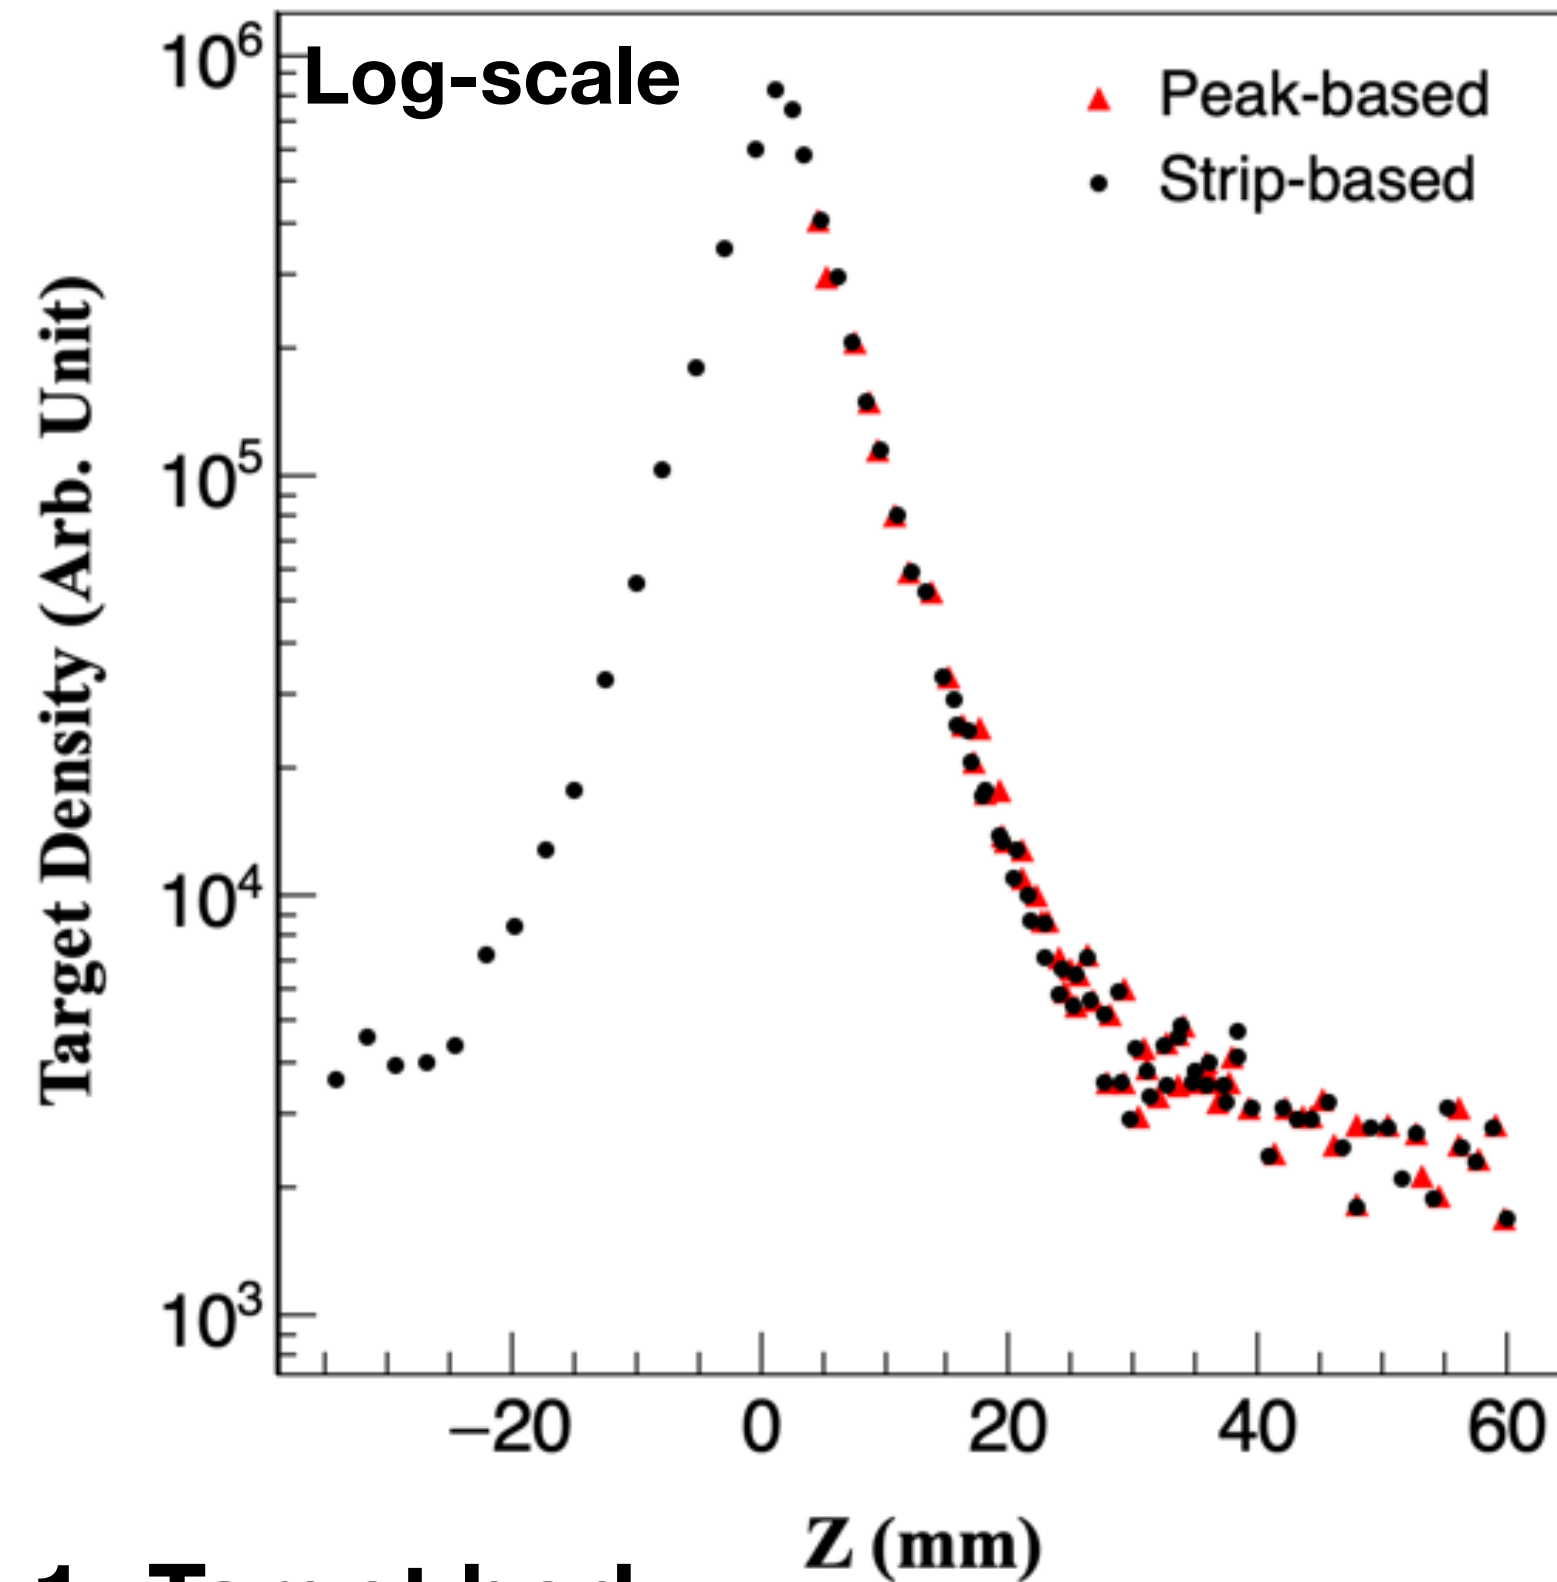 10^6
Log-scale
Peak-based
Strip-based
Target Density (Arb. Unit)
10^5
10^4
10^3
−20 0 20 40 60
Z (mm)